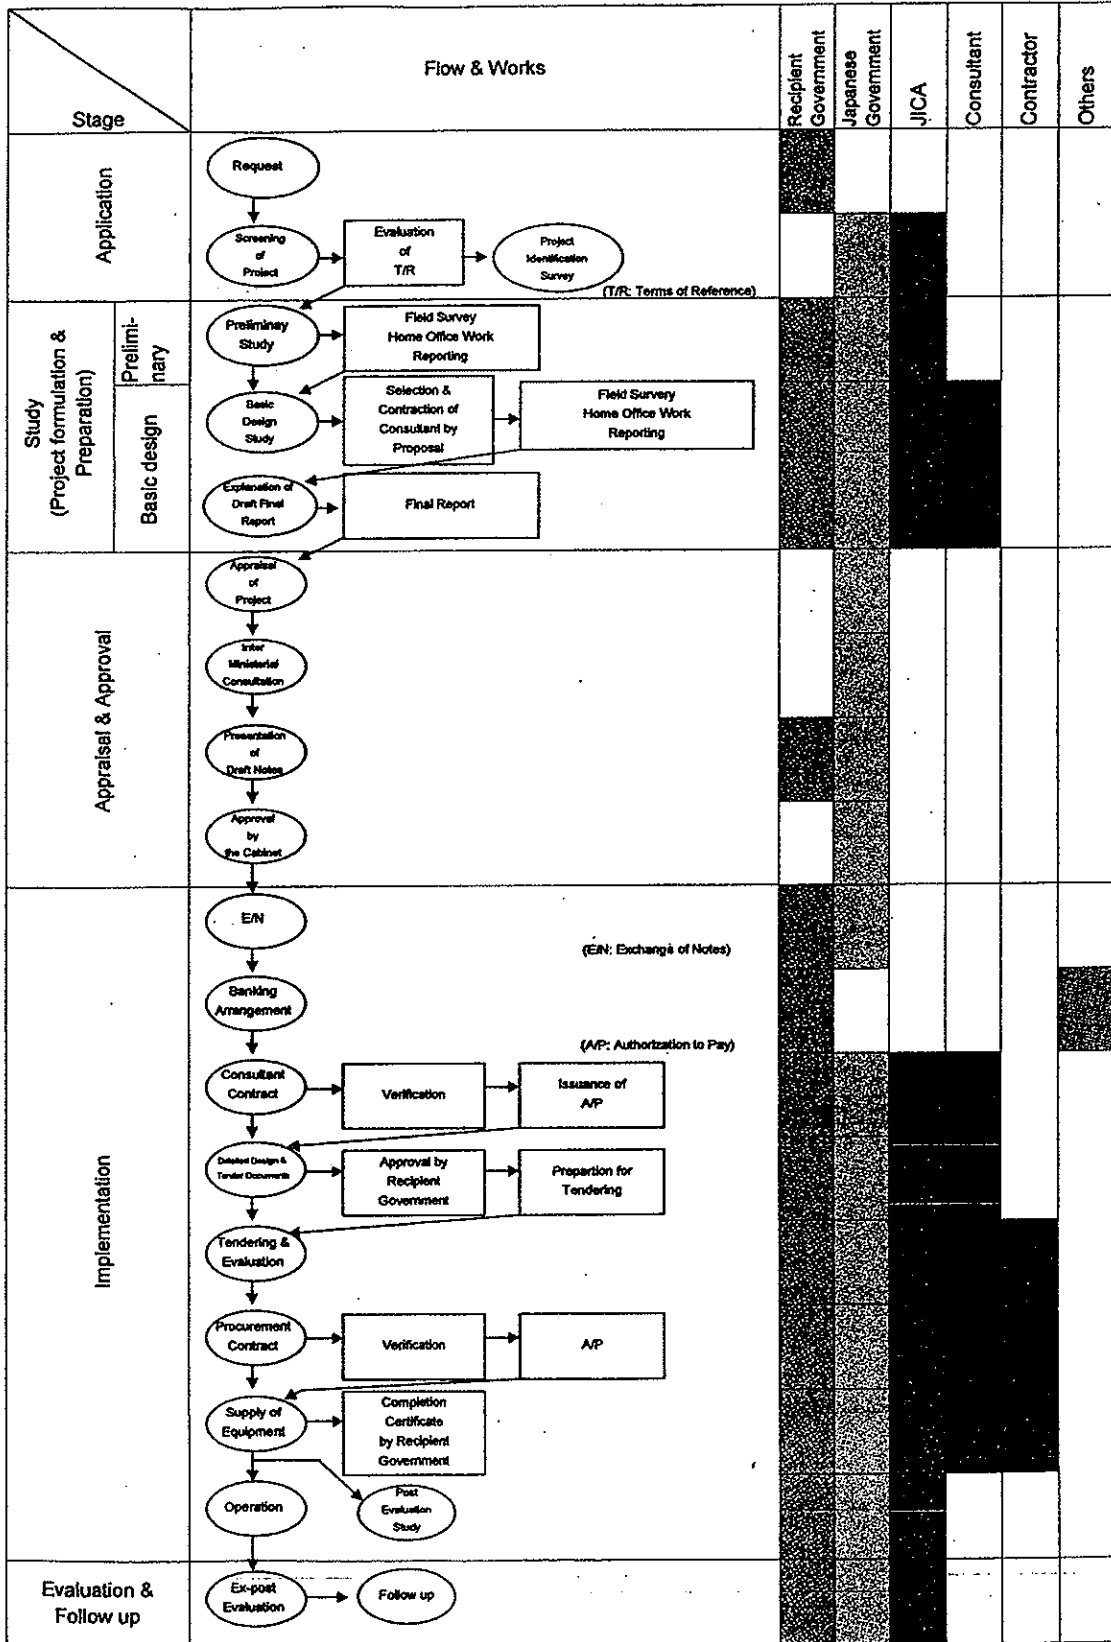 Stage
Flow & Works
Recipient
Government
Japanese
Government
JICA
Consultant
Contractor
Others
Application
Request
Screening
of
Project
Evaluation
of
T/R
Project
Identification
Survey
(T/R: Terms of Reference)
Study
(Project formulation &
Preparation)
Prelimi-
nary
Preliminary
Study
Field Survey
Home Office Work
Reporting
Basic design
Basic
Design
Study
Selection &
Contraction of
Consultant by
Proposal
Field Survery
Home Office Work
Reporting
Explanation of
Draft Final
Report
Final Report
Appraisal & Approval
Appraisal
of
Project
Inter
Ministerial
Consultation
Presentation
of
Draft Notes
Approval
by
the Cabinet
Implementation
E/N
(E/N: Exchange of Notes)
Banking
Arrangement
(A/P: Authorization to Pay)
Consultant
Contract
Verification
Issuance of
A/P
Detailed Design &
Tender Documents
Approval by
Recipient
Government
Prepartion for
Tendering
Tendering &
Evaluation
Procurement
Contract
Verification
A/P
Supply of
Equipment
Completion
Certificate
by Recipient
Government
Operation
Post
Evaluation
Study
Evaluation &
Follow up
Ex-post
Evaluation
Follow up